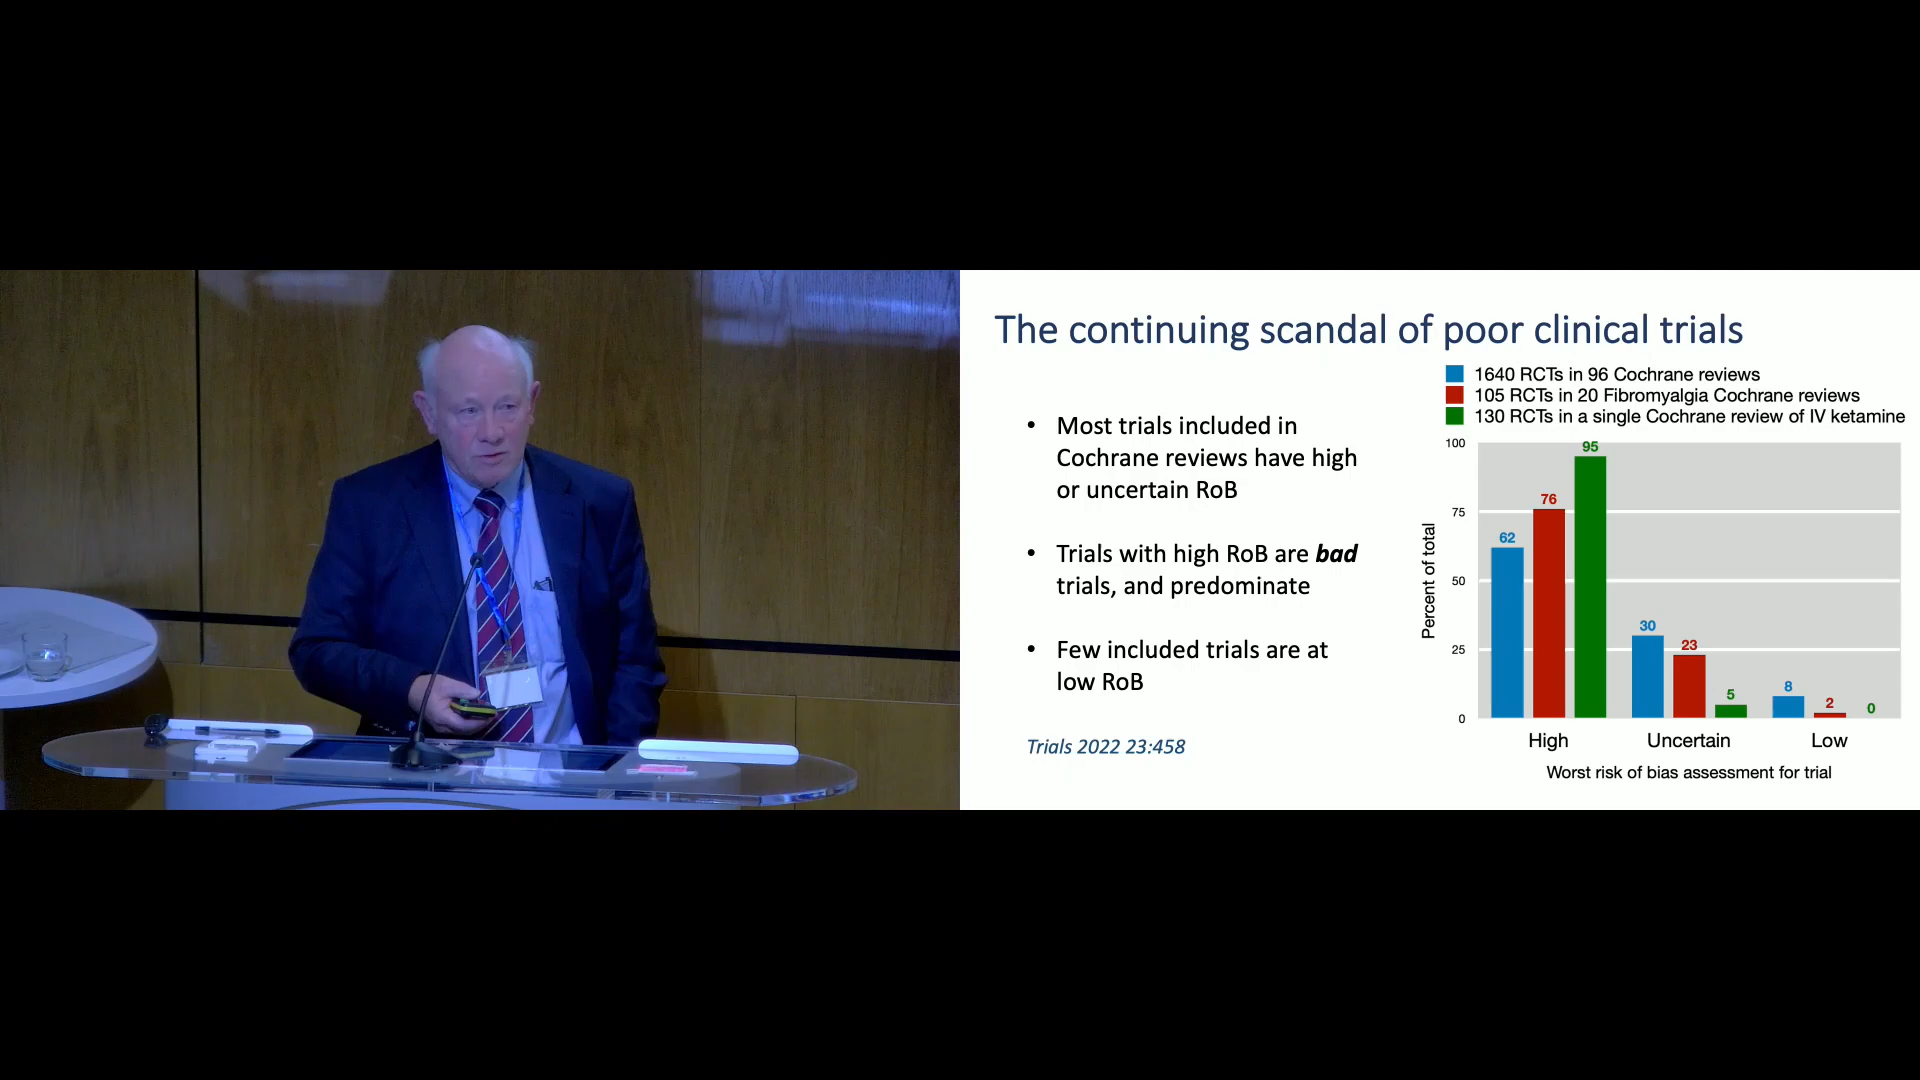 The continuing scandal of poor clinical trials
• Most trials included in
Cochrane reviews have high
or uncertain RoB
• Trials with high RoB are bad
trials, and predominate
• Few included trials are at
low RoB
Trials 2022 23:458
1640 RCTs in 96 Cochrane reviews
105 RCTs in 20 Fibromyalgia Cochrane reviews
130 RCTs in a single Cochrane review of IV ketamine
Percent of total
100
75
50
25
0
62
76
95
30
23
5
8
2
0
High
Uncertain
Low
Worst risk of bias assessment for trial